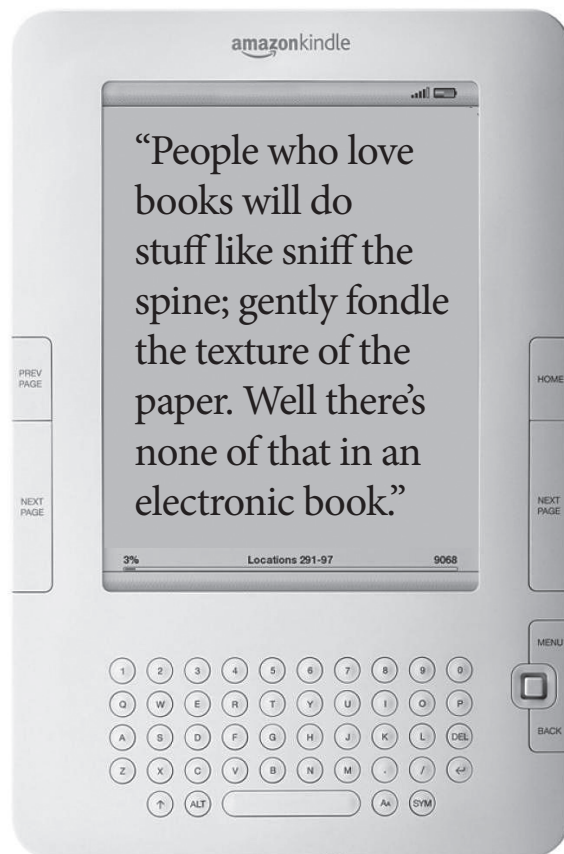 amazonkindle
“People who love
books will do
stuff like sniff the
spine; gently fondle
the texture of the
paper. Well there’s
none of that in an
electronic book.”
3% Locations 291-97 9068
PREV
PAGE
NEXT
PAGE
HOME
NEXT
PAGE
MENU
BACK
1 2 3 4 5 6 7 8 9 0
Q W E R T Y U I O P
A S D F G H J K L DEL
Z X C V B N M . / ↵
↑ ALT AA SYM